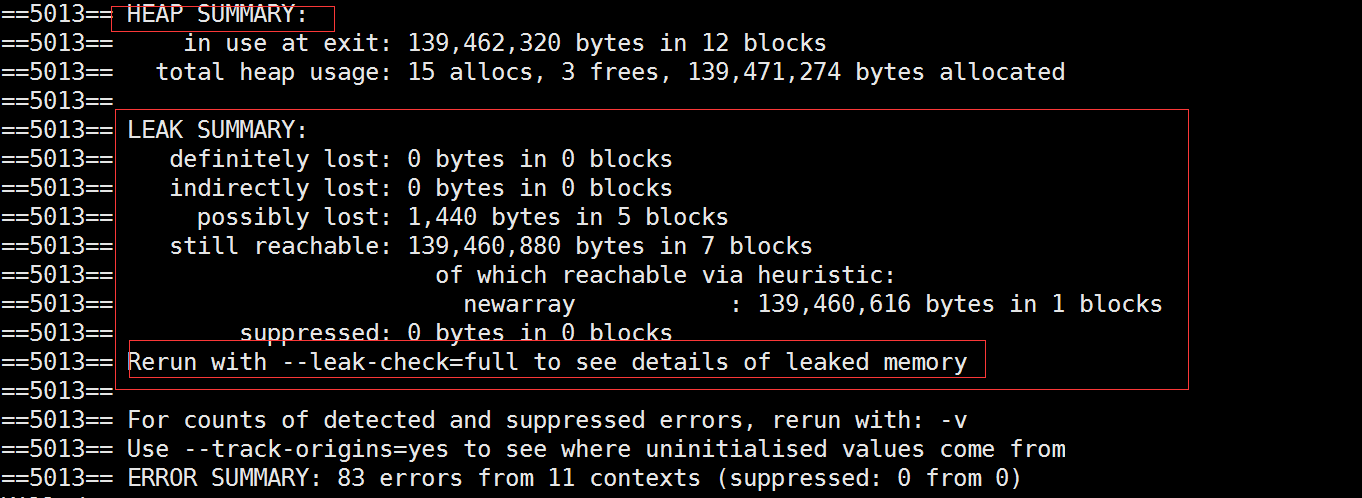 ==5013== HEAP SUMMARY:
==5013==     in use at exit: 139,462,320 bytes in 12 blocks
==5013==   total heap usage: 15 allocs, 3 frees, 139,471,274 bytes allocated
==5013==
==5013== LEAK SUMMARY:
==5013==    definitely lost: 0 bytes in 0 blocks
==5013==    indirectly lost: 0 bytes in 0 blocks
==5013==      possibly lost: 1,440 bytes in 5 blocks
==5013==    still reachable: 139,460,880 bytes in 7 blocks
==5013==                       of which reachable via heuristic:
==5013==                         newarray           : 139,460,616 bytes in 1 blocks
==5013==         suppressed: 0 bytes in 0 blocks
==5013== Rerun with --leak-check=full to see details of leaked memory
==5013==
==5013== For counts of detected and suppressed errors, rerun with: -v
==5013== Use --track-origins=yes to see where uninitialised values come from
==5013== ERROR SUMMARY: 83 errors from 11 contexts (suppressed: 0 from 0)